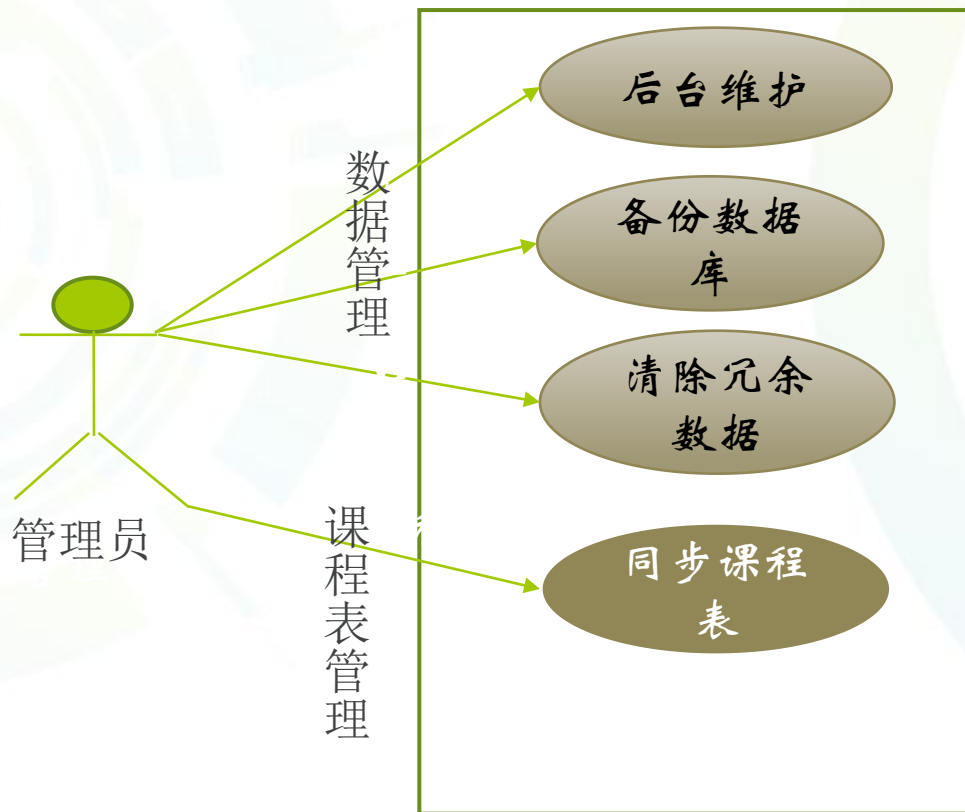 后台维护
数据管理
备份数据
库
清除冗余
数据
管理员
课程表管理
同步课程
表